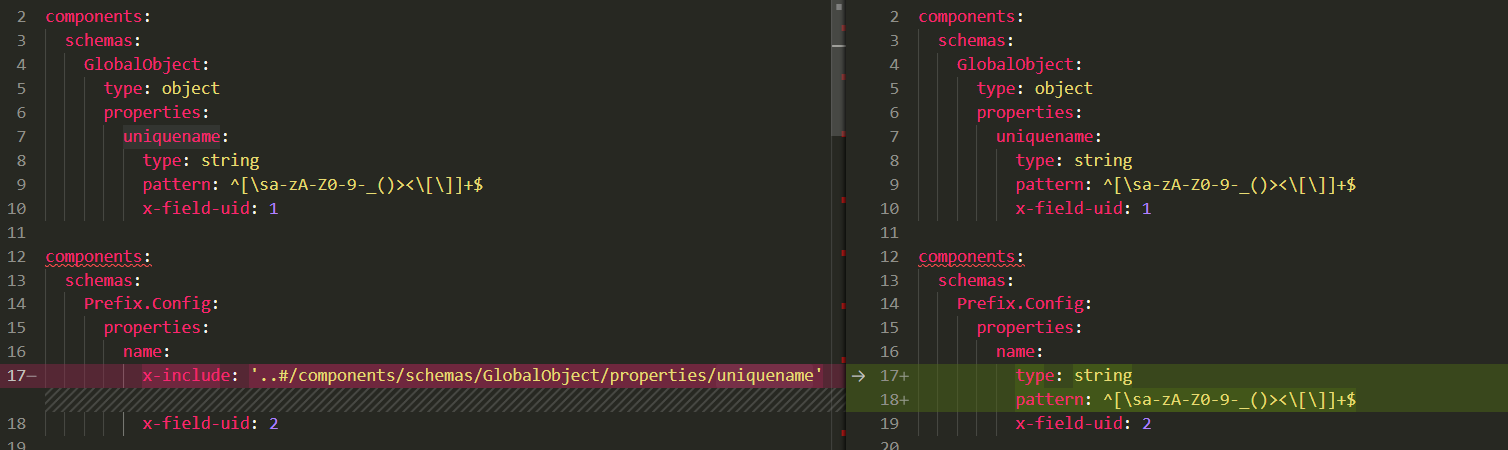 2 components:
3   schemas:
4     GlobalObject:
5       type: object
6       properties:
7         uniquename:
8           type: string
9           pattern: ^[\sa-zA-Z0-9-_()><\[\]]+$
10           x-field-uid: 1
11
12 components:
13   schemas:
14     Prefix.Config:
15       properties:
16         name:
17−           x-include: '..#/components/schemas/GlobalObject/properties/uniquename'
18           x-field-uid: 2
19
2 components:
3   schemas:
4     GlobalObject:
5       type: object
6       properties:
7         uniquename:
8           type: string
9           pattern: ^[\sa-zA-Z0-9-_()><\[\]]+$
10           x-field-uid: 1
11
12 components:
13   schemas:
14     Prefix.Config:
15       properties:
16         name:
→ 17+           type: string
18+           pattern: ^[\sa-zA-Z0-9-_()><\[\]]+$
19           x-field-uid: 2
20